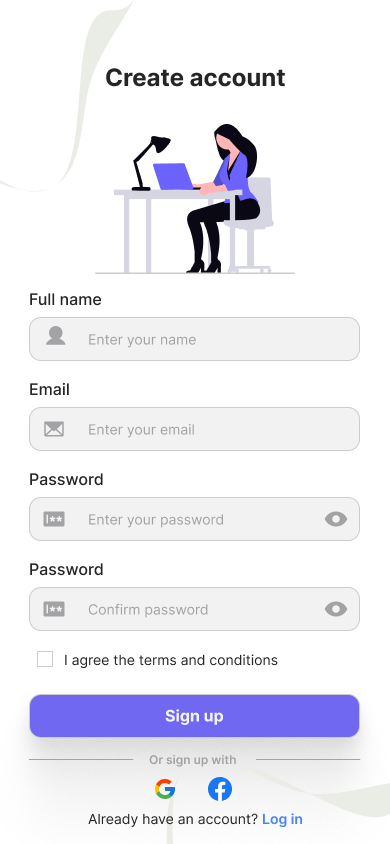 Create account
Full name
Enter your name
Email
Enter your email
Password
Enter your password
Password
Confirm password
I agree the terms and conditions
Sign up
Or sign up with
Already have an account? Log in